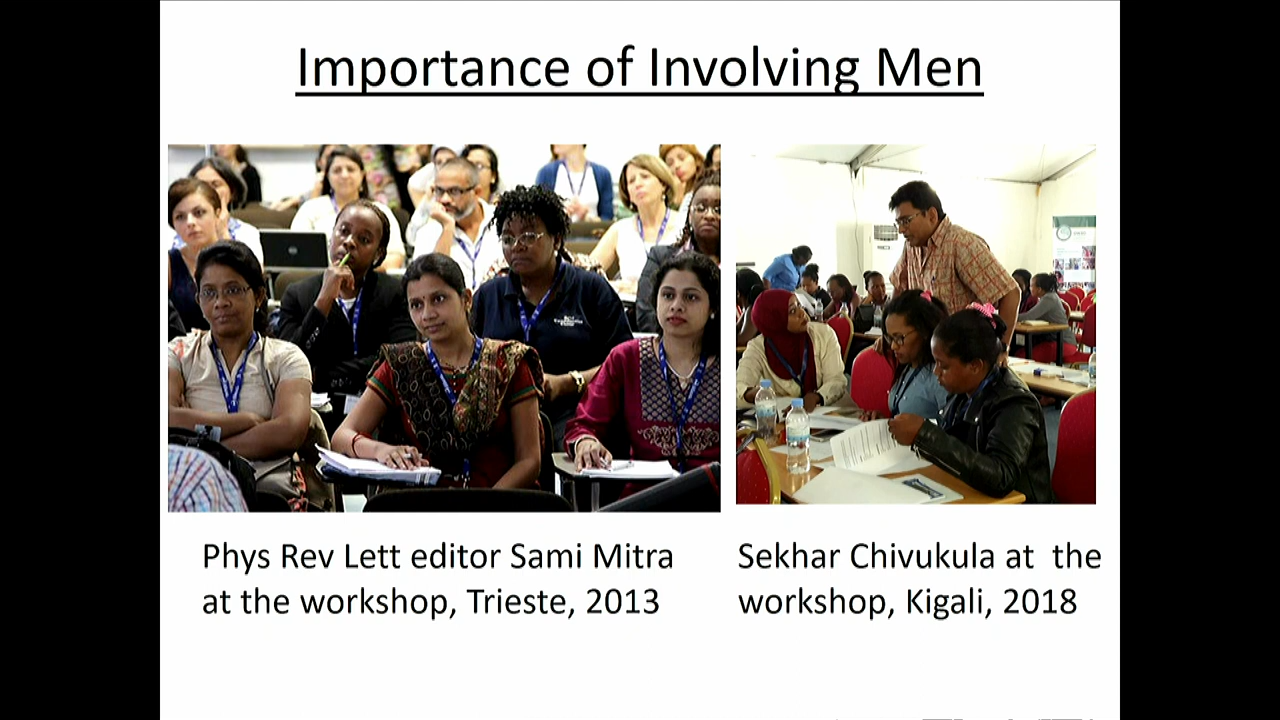 Importance of Involving Men
Phys Rev Lett editor Sami Mitra
at the workshop, Trieste, 2013
Sekhar Chivukula at the
workshop, Kigali, 2018